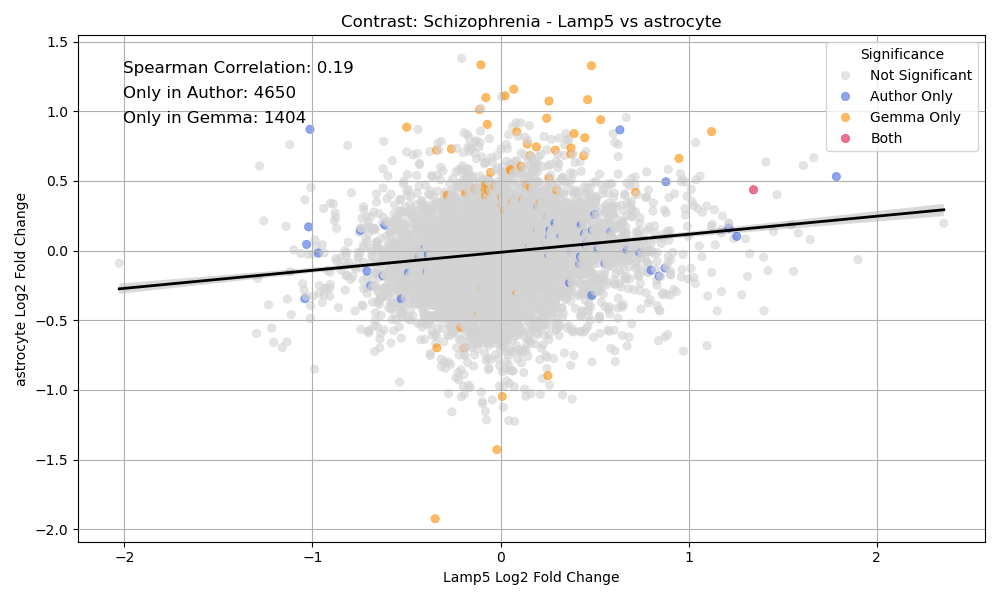 Contrast: Schizophrenia - Lamp5 vs astrocyte
Spearman Correlation: 0.19
Only in Author: 4650
Only in Gemma: 1404
Significance
Not Significant
Author Only
Gemma Only
Both
1.5
1.0
0.5
0.0
−0.5
−1.0
−1.5
−2.0
astrocyte Log2 Fold Change
−2
−1
0
1
2
Lamp5 Log2 Fold Change